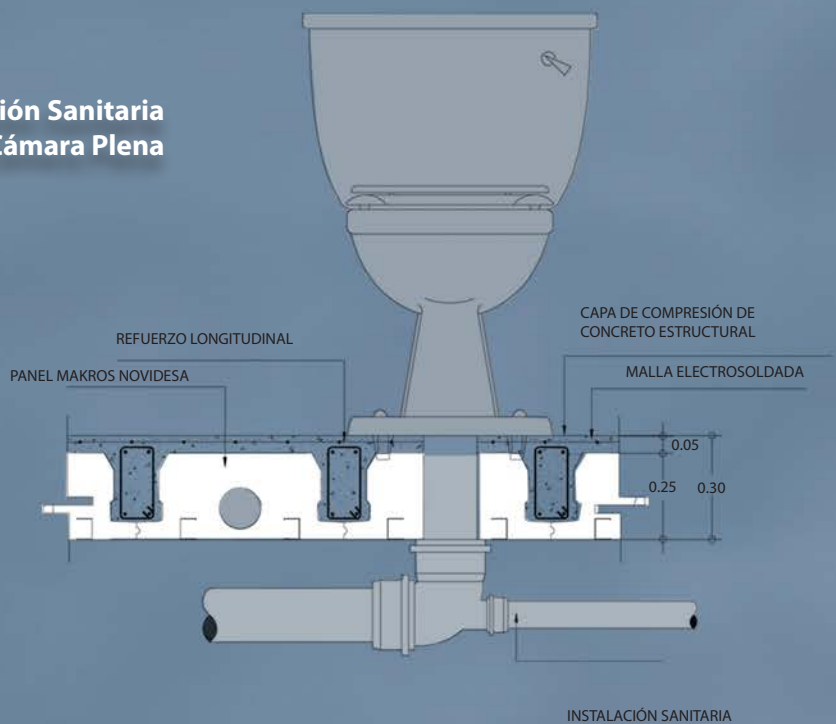 ión Sanitaria
Cámara Plena
CAPA DE COMPRESIÓN DE
CONCRETO ESTRUCTURAL
REFUERZO LONGITUDINAL
MALLA ELECTROSOLDADA
PANEL MAKROS NOVIDESA
0.05
0.25 0.30
INSTALACIÓN SANITARIA